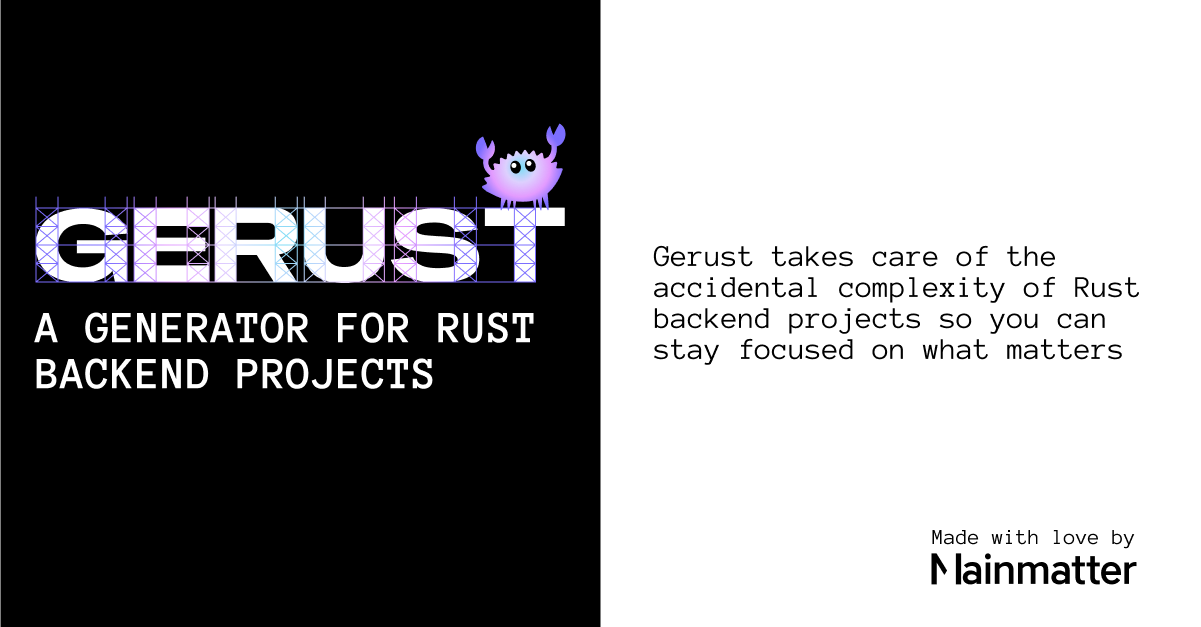 GERUST
A GENERATOR FOR RUST
BACKEND PROJECTS
Gerust takes care of the
accidental complexity of Rust
backend projects so you can
stay focused on what matters
Made with love by
Mainmatter